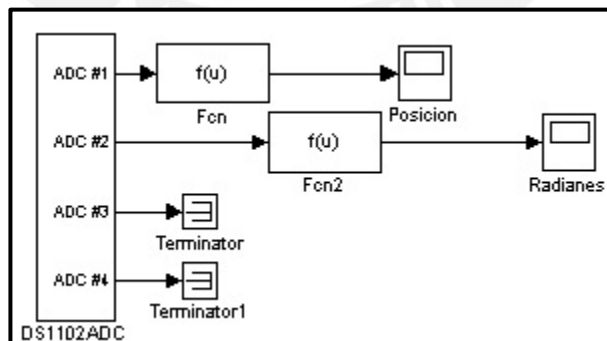 ADC #1
f(u)
Fcn
Posicion
ADC #2
f(u)
Fcn2
Radianes
ADC #3
Terminator
ADC #4
Terminator1
DS1102ADC